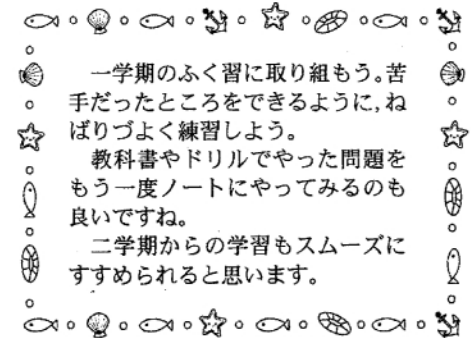 一学期のふく習に取り組もう。苦
手だったところをできるように,ね
ばりづよく練習しよう。
教科書やドリルでやった問題を
もう一度ノートにやってみるのも
良いですね。
二学期からの学習もスムーズに
すすめられると思います。